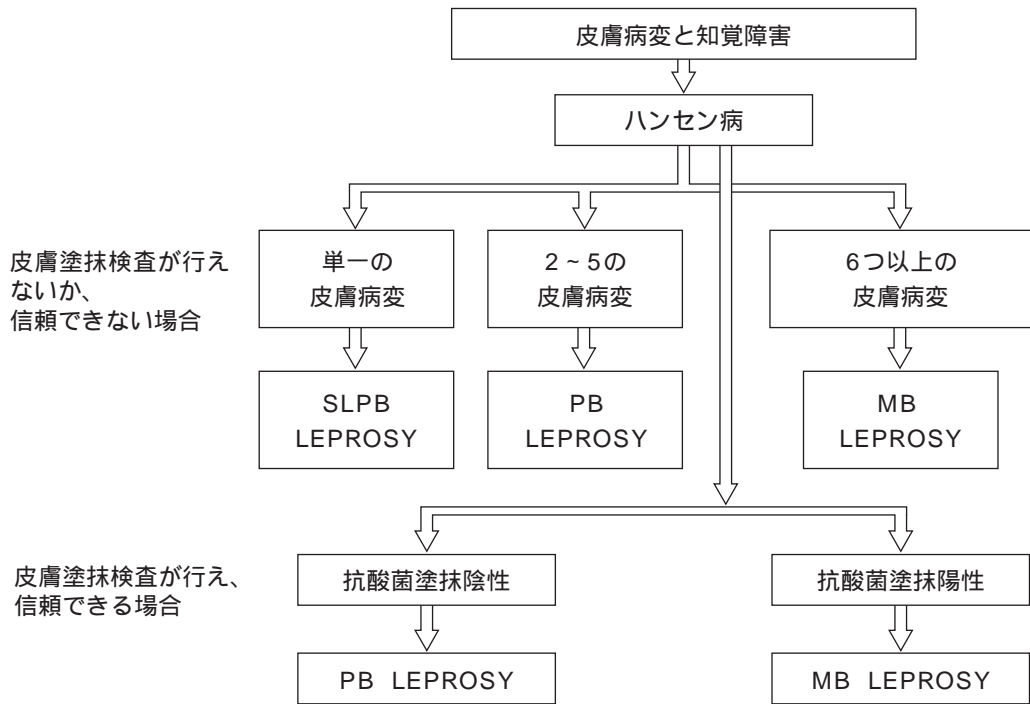 皮膚病変と知覚障害
ハンセン病
皮膚塗抹検査が行え
ないか、
信頼できない場合
単一の
皮膚病変
2~5の
皮膚病変
6つ以上の
皮膚病変
SLPB
LEPROSY
PB
LEPROSY
MB
LEPROSY
皮膚塗抹検査が行え、
信頼できる場合
抗酸菌塗抹陰性
抗酸菌塗抹陽性
PB LEPROSY
MB LEPROSY